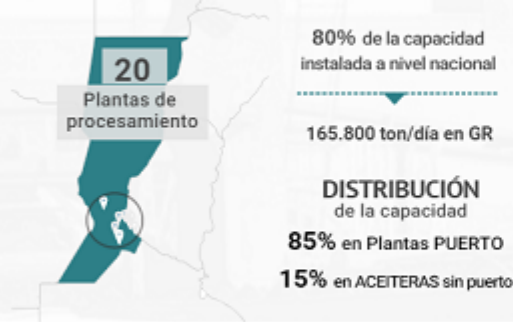 20
Plantas de
procesamiento
80% de la capacidad
instalada a nivel nacional
165.800 ton/día en GR
DISTRIBUCIÓN
de la capacidad
85% en Plantas PUERTO
15% en ACEITERAS sin puerto